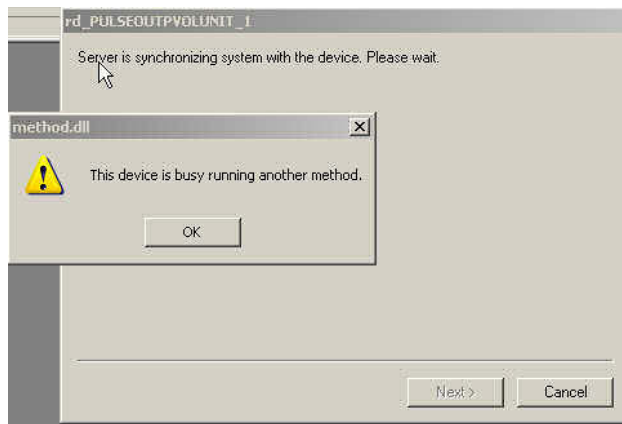 rd_PULSEOUTPVOLUNIT_1
Server is synchronizing system with the device. Please wait.
method.dll
This device is busy running another method.
OK
Next >
Cancel